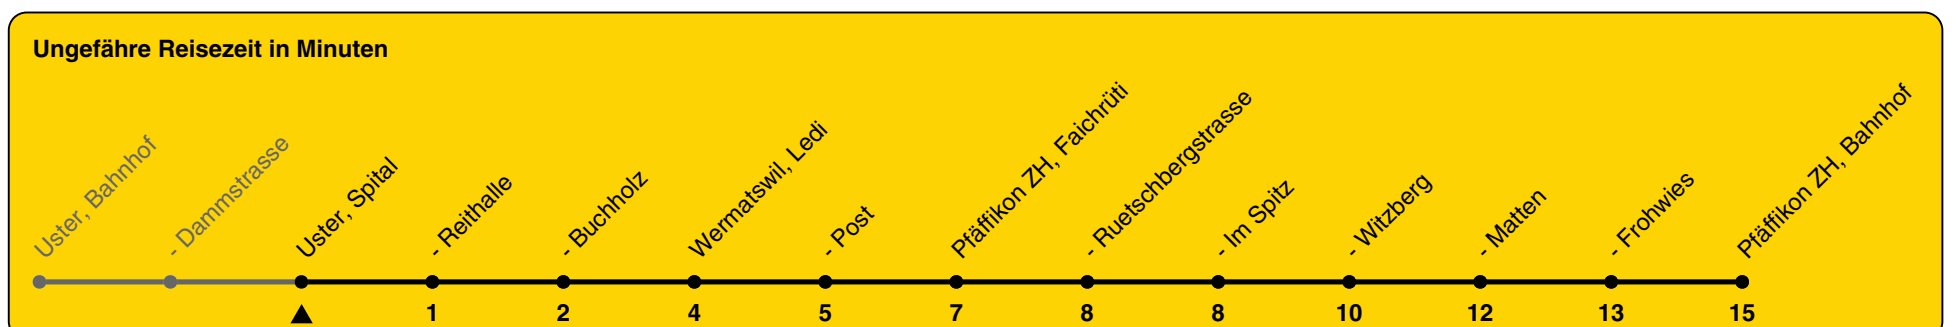 Ungefähre Reisezeit in Minuten
Uster, Bahnhof
- Dammstrasse
Uster, Spital
- Reithalle
- Buchholz
Wermatswil, Ledi
- Post
Pfäffikon ZH, Faichrüti
- Ruetschbergstrasse
- Im Spitz
- Witzberg
- Matten
- Frohwies
Pfäffikon ZH, Bahnhof
1 2 4 5 7 8 8 10 12 13 15